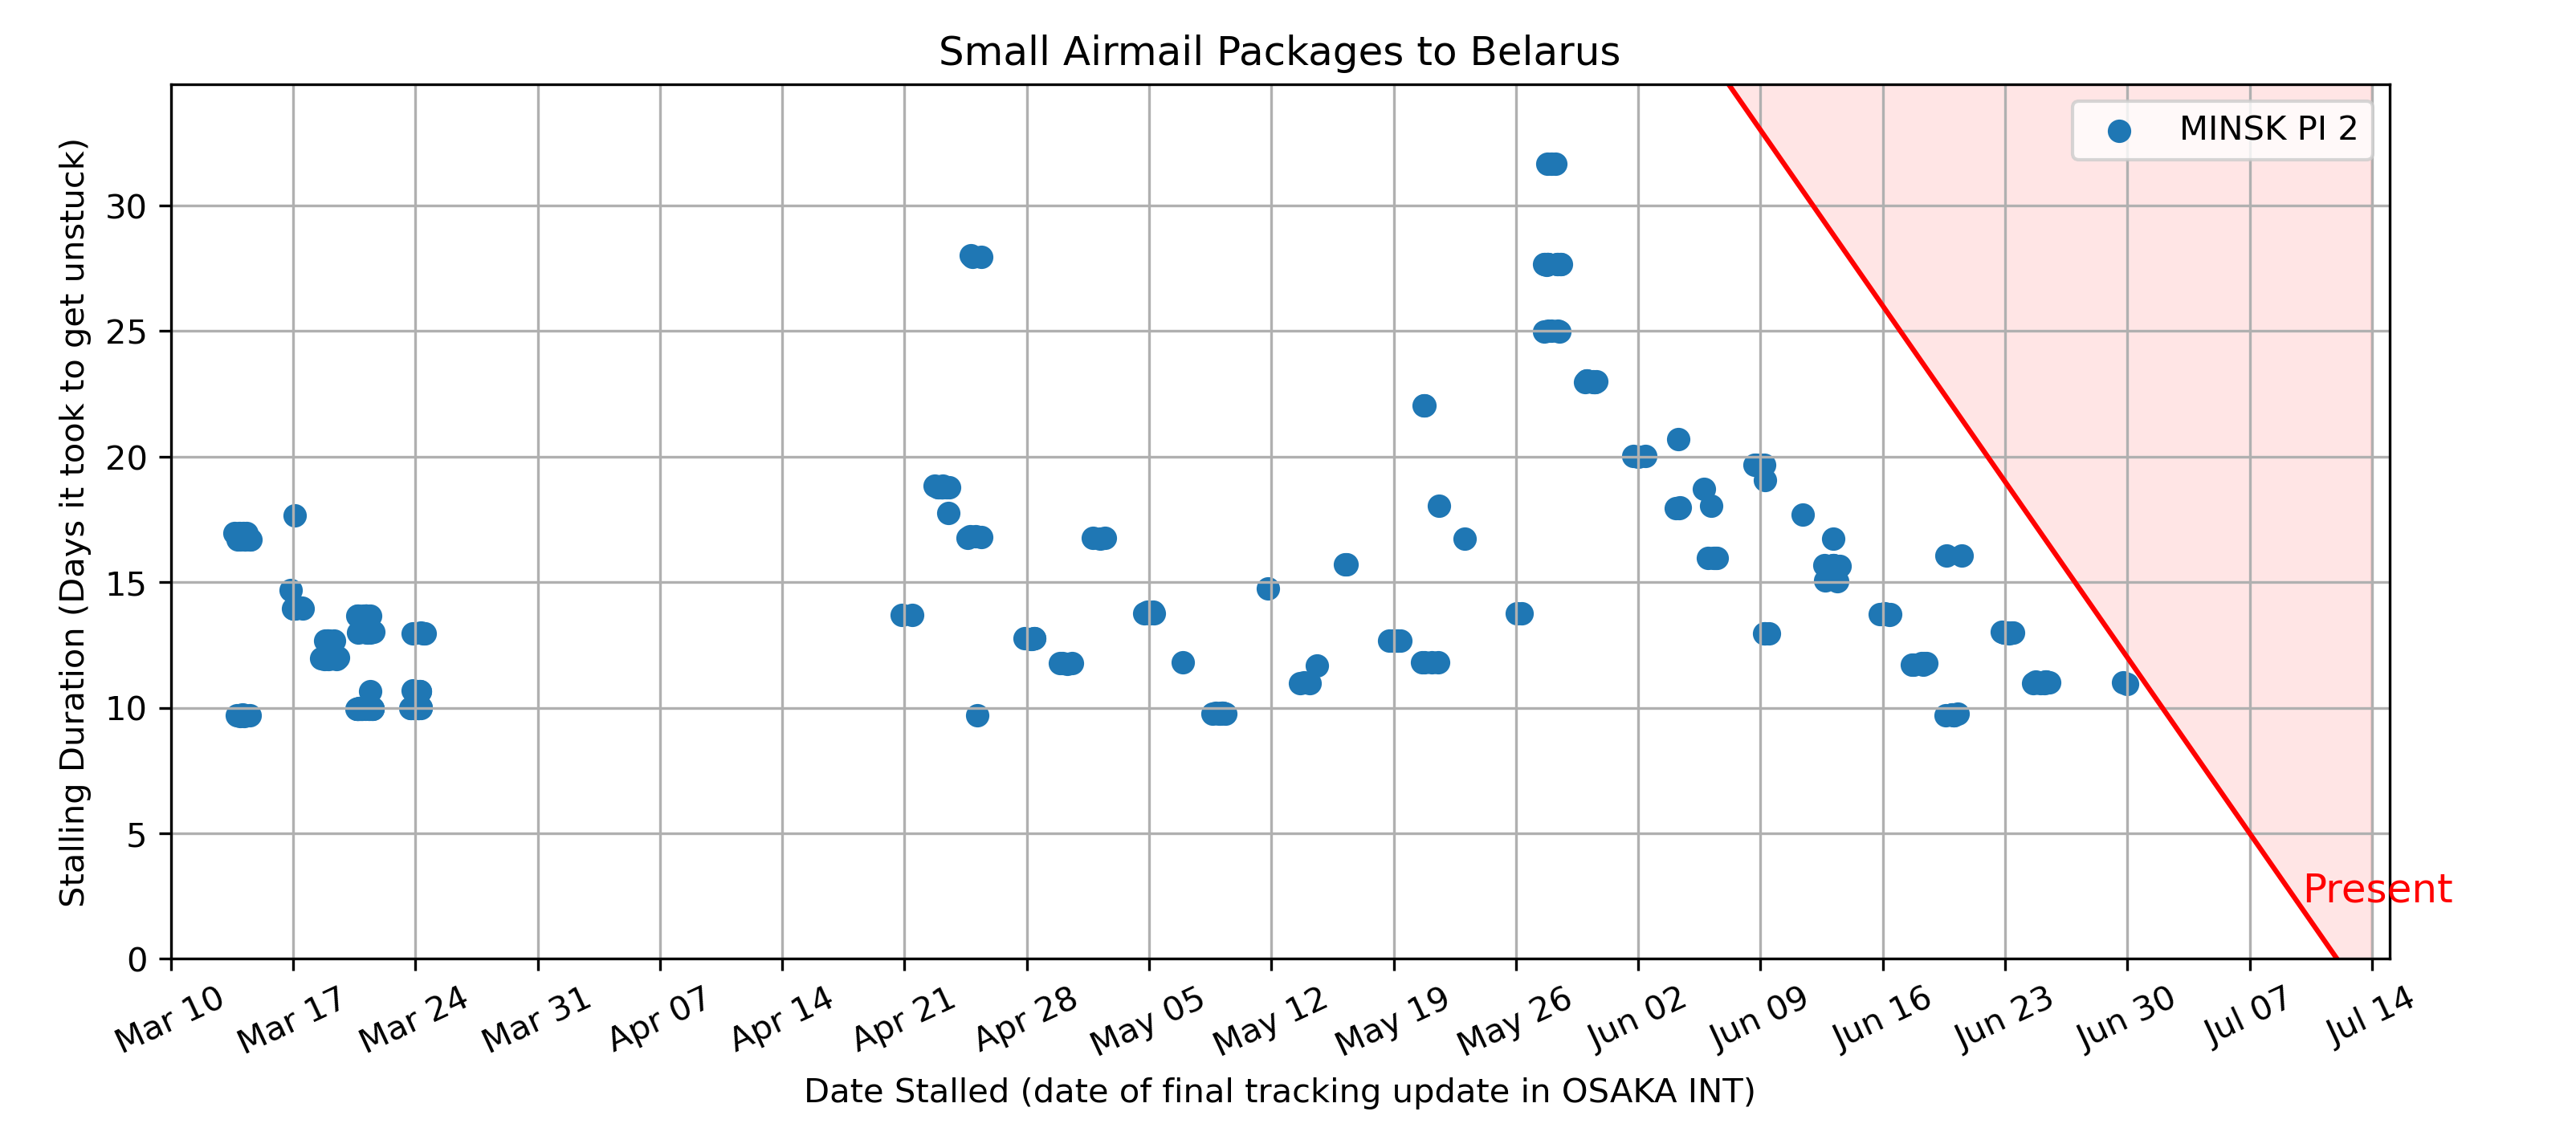 Small Airmail Packages to Belarus
MINSK PI 2
Stalling Duration (Days it took to get unstuck)
30
25
20
15
10
5
0
Present
Mar 10
Mar 17
Mar 24
Mar 31
Apr 07
Apr 14
Apr 21
Apr 28
May 05
May 12
May 19
May 26
Jun 02
Jun 09
Jun 16
Jun 23
Jun 30
Jul 07
Jul 14
Date Stalled (date of final tracking update in OSAKA INT)